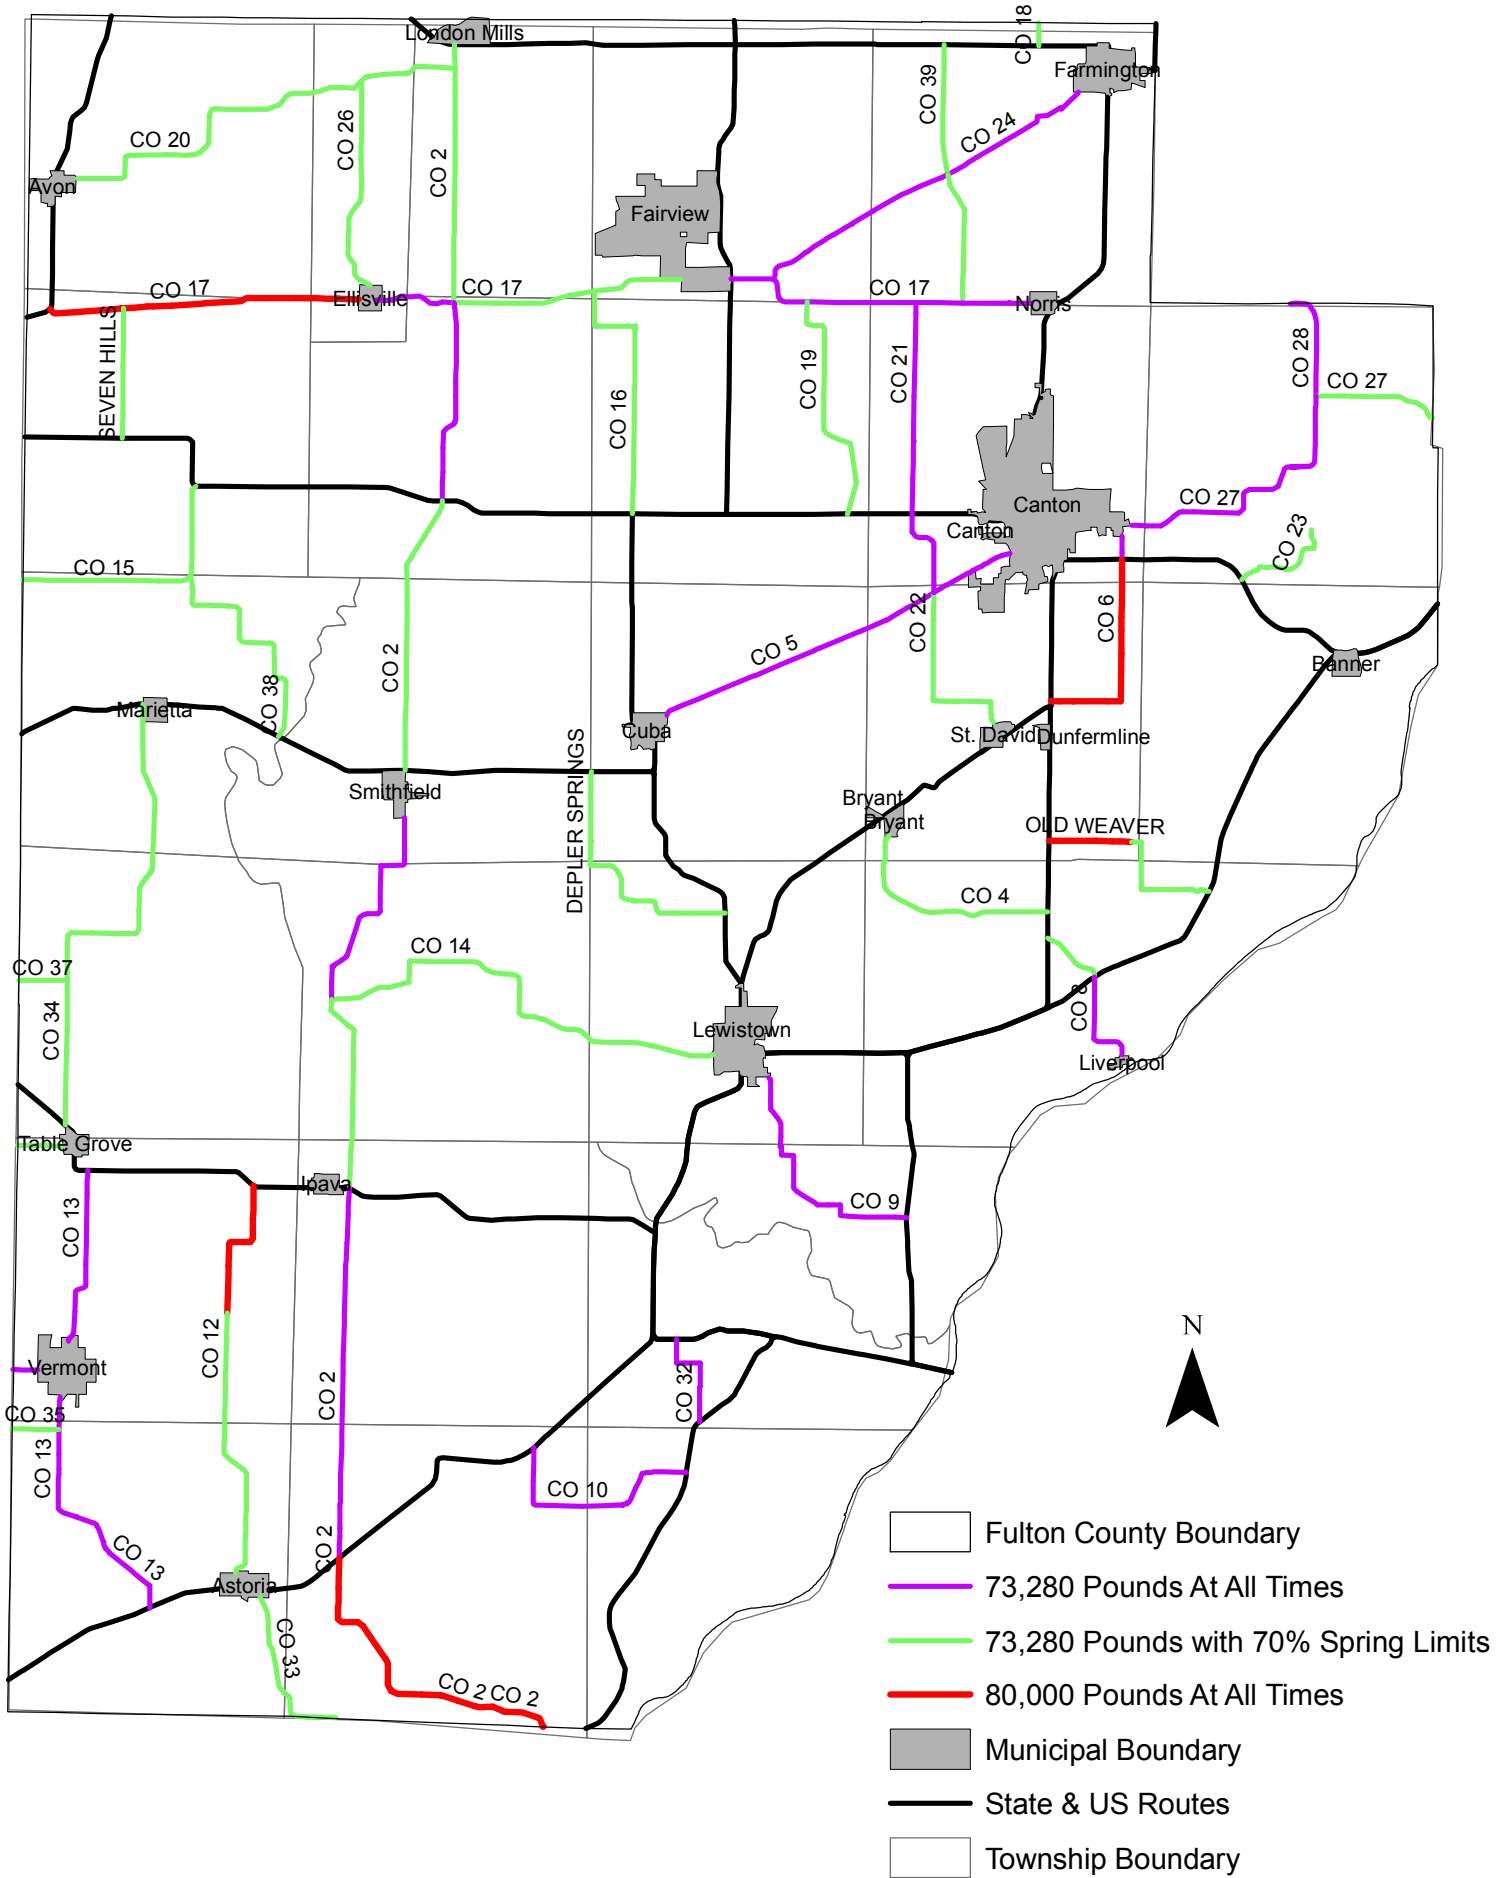 CO 18
London Mills
Farmington
CO 39
CO 24
CO 26
CO 20
CO 2
Avon
Fairview
CO 17
Ellisville
CO 17
CO 17
Norris
SEVEN HILLS
CO 28
CO 21
CO 19
CO 16
CO 27
Canton
CO 27
Canton
CO 23
CO 15
CO 22
CO 6
CO 5
CO 2
Banner
CO 38
Marietta
Cuba
St. David
Dunfermline
Smithfield
DEPLER SPRINGS
Bryant
Bryant
OLD WEAVER
CO 4
CO 14
CO 37
CO 34
CO 8
Lewistown
Liverpool
Table Grove
Ipava
CO 9
CO 13
N
CO 12
Vermont
CO 2
CO 32
CO 35
CO 13
CO 10
Fulton County Boundary
CO 13
CO 2
Astoria
73,280 Pounds At All Times
CO 33
73,280 Pounds with 70% Spring Limits
CO 2 CO 2
80,000 Pounds At All Times
Municipal Boundary
State & US Routes
Township Boundary